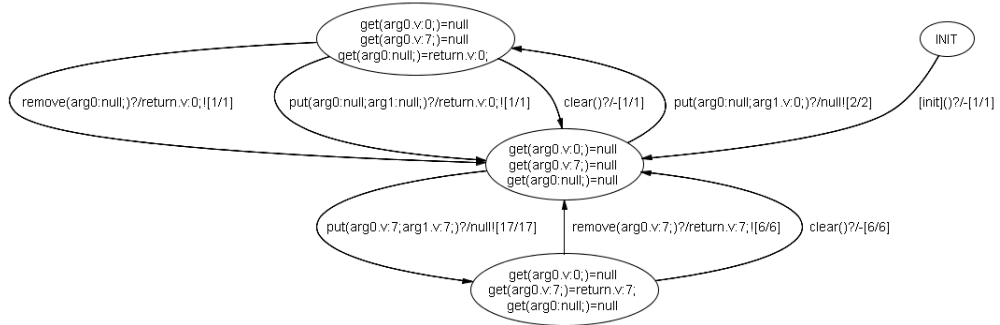 get(arg0.v:0;)=null
get(arg0.v:7;)=null
get(arg0:null;)=return.v:0;
INIT
remove(arg0:null;)?/return.v:0;![1/1]
put(arg0:null;arg1:null;)?/return.v:0;![1/1]
clear()?/-[1/1]
put(arg0:null;arg1.v:0;)?/null![2/2]
[init]()?/-[1/1]
get(arg0.v:0;)=null
get(arg0.v:7;)=null
get(arg0:null;)=null
put(arg0.v:7;arg1.v:7;)?/null![17/17]
remove(arg0.v:7;)?/return.v:7;![6/6]
clear()?/-[6/6]
get(arg0.v:0;)=null
get(arg0.v:7;)=return.v:7;
get(arg0:null;)=null